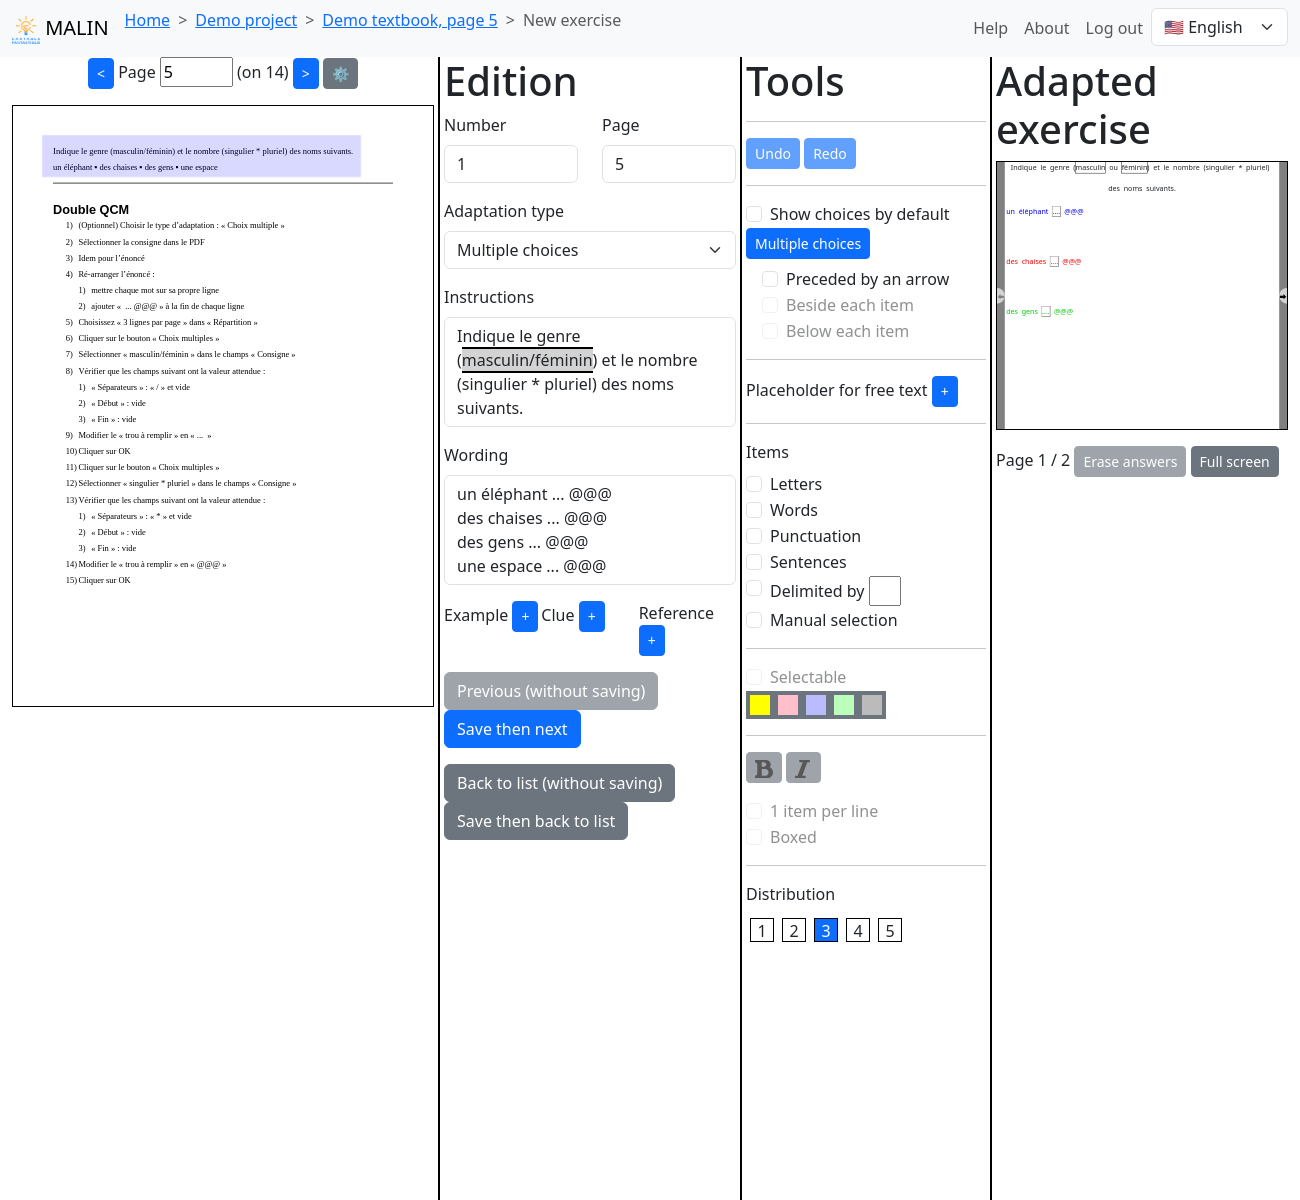 MALIN Home > Demo project > Demo textbook, page 5 > New exercise Help About Log out 🇺🇸 English
< Page 5 (on 14) > ⚙️
Indique le genre (masculin/féminin) et le nombre (singulier * pluriel) des noms suivants.
un éléphant • des chaises • des gens • une espace
Double QCM
1) (Optionnel) Choisir le type d’adaptation : « Choix multiple »
2) Sélectionner la consigne dans le PDF
3) Idem pour l’énoncé
4) Ré-arranger l’énoncé :
1) mettre chaque mot sur sa propre ligne
2) ajouter «  ... @@@ » à la fin de chaque ligne
5) Choisissez « 3 lignes par page » dans « Répartition »
6) Cliquer sur le bouton « Choix multiples »
7) Sélectionner « masculin/féminin » dans le champs « Consigne »
8) Vérifier que les champs suivant ont la valeur attendue :
1) « Séparateurs » : « / » et vide
2) « Début » : vide
3) « Fin » : vide
9) Modifier le « trou à remplir » en « ...  »
10) Cliquer sur OK
11) Cliquer sur le bouton « Choix multiples »
12) Sélectionner « singulier * pluriel » dans le champs « Consigne »
13) Vérifier que les champs suivant ont la valeur attendue :
1) « Séparateurs » : « * » et vide
2) « Début » : vide
3) « Fin » : vide
14) Modifier le « trou à remplir » en « @@@ »
15) Cliquer sur OK
Edition
Number Page
1 5
Adaptation type
Multiple choices
Instructions
Indique le genre
(masculin/féminin) et le nombre
(singulier * pluriel) des noms
suivants.
Wording
un éléphant ... @@@
des chaises ... @@@
des gens ... @@@
une espace ... @@@
Example + Clue + Reference
+
Previous (without saving)
Save then next
Back to list (without saving)
Save then back to list
Tools
Undo Redo
Show choices by default
Multiple choices
Preceded by an arrow
Beside each item
Below each item
Placeholder for free text +
Items
Letters
Words
Punctuation
Sentences
Delimited by
Manual selection
Selectable
B I
1 item per line
Boxed
Distribution
1 2 3 4 5
Adapted
exercise
Indique le genre (masculin ou féminin) et le nombre (singulier * pluriel)
des noms suivants.
un éléphant ... @@@
des chaises ... @@@
des gens ... @@@
Page 1 / 2 Erase answers Full screen